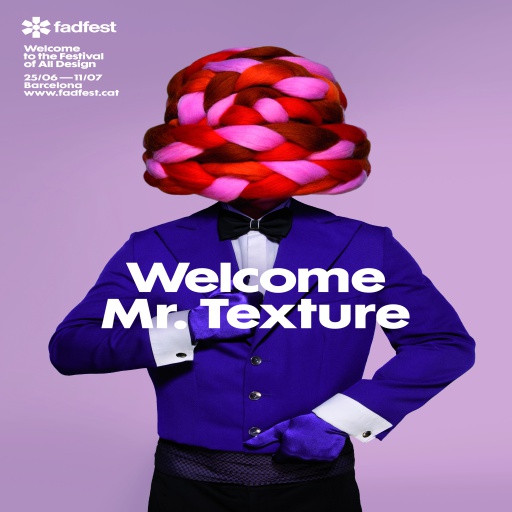 fadfest
Welcome
to the Festival
of All Design
25/06—11/07
Barcelona
www.fadfest.cat
Welcome
Mr. Texture